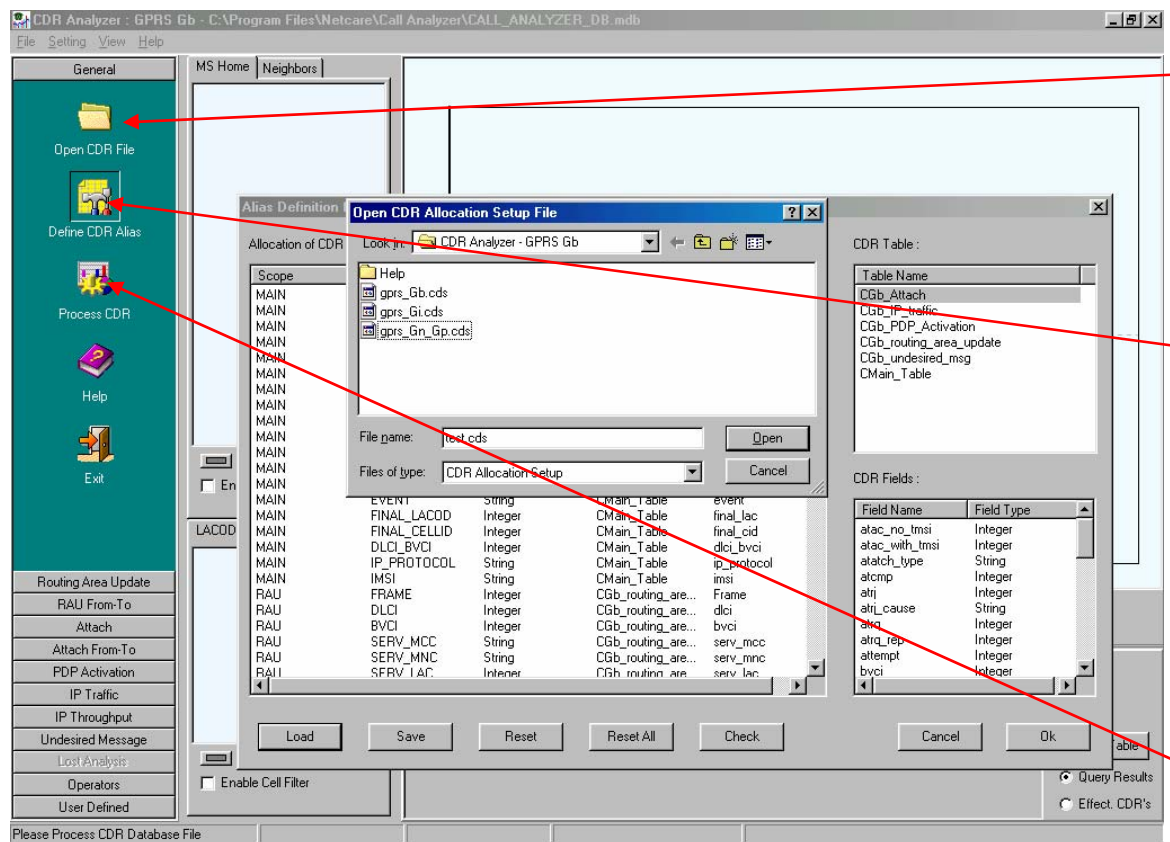 CDR Analyzer : GPRS Gb - C:\Program Files\Netcare\Call Analyzer\CALL_ANALYZER_DB.mdb
File Setting View Help
General
Open CDR File
Define CDR Alias
Process CDR
Help
Exit
Routing Area Update
RAU From-To
Attach
Attach From-To
PDP Activation
IP Traffic
IP Throughput
Undesired Message
Lost Analysis
Operators
User Defined
MS Home Neighbors
En
LACOD
Enable Cell Filter
Alias Definition
Allocation of CDR
Scope
MAIN
MAIN
MAIN
MAIN
MAIN
MAIN
MAIN
MAIN
MAIN
MAIN
MAIN
MAIN
MAIN
MAIN EVENT String CMain_Table event
MAIN FINAL_LACOD Integer CMain_Table final_lac
MAIN FINAL_CELLID Integer CMain_Table final_cid
MAIN DLCI_BVCI Integer CMain_Table dlci_bvci
MAIN IP_PROTOCOL String CMain_Table ip_protocol
MAIN IMSI String CMain_Table imsi
RAU FRAME Integer CGb_routing_are... Frame
RAU DLCI Integer CGb_routing_are... dlci
RAU BVCI Integer CGb_routing_are... bvci
RAU SERV_MCC String CGb_routing_are... serv_mcc
RAU SERV_MNC String CGb_routing_are... serv_mnc
RAU SERV_LAC Integer CGb_routing_are serv_lac
Open CDR Allocation Setup File
Look in: CDR Analyzer - GPRS Gb
Help
gprs_Gb.cds
gprs_Gi.cds
gprs_Gn_Gp.cds
File name: test.cds Open
Files of type: CDR Allocation Setup Cancel
CDR Table :
Table Name
CGb_Attach
CGb_IP_traffic
CGb_PDP_Activation
CGb_routing_area_update
CGb_undesired_msg
CMain_Table
CDR Fields :
Field Name Field Type
atac_no_tmsi Integer
atac_with_tmsi Integer
atatch_type String
atcmp Integer
atrj Integer
atrj_cause String
atrq Integer
atrq_rep Integer
attempt Integer
bvci Integer
Load Save Reset Reset All Check Cancel Ok
able
Query Results
Effect. CDR's
Please Process CDR Database File